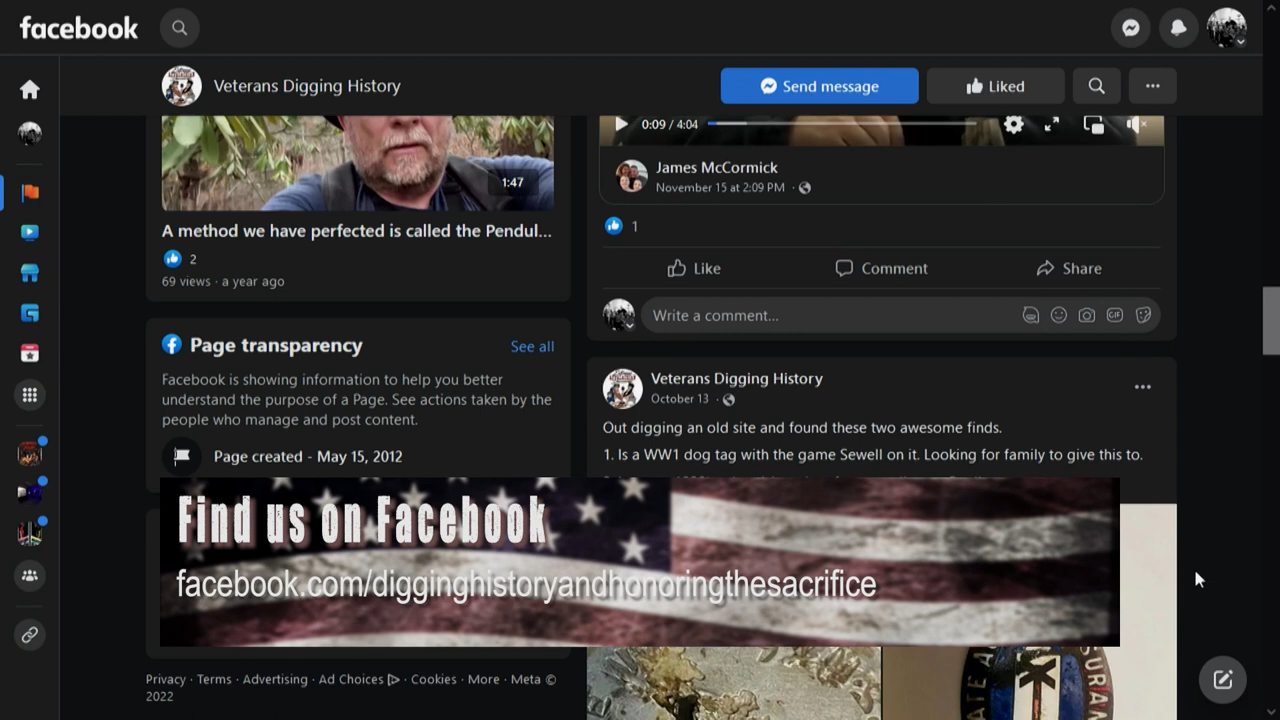 facebook
Veterans Digging History
Send message
Liked
1:47
A method we have perfected is called the Pendul...
2
69 views · a year ago
Page transparency
See all
Facebook is showing information to help you better
understand the purpose of a Page. See actions taken by the
people who manage and post content.
Page created - May 15, 2012
Privacy · Terms · Advertising · Ad Choices · Cookies · More · Meta ©
2022
0:09 / 4:04
James McCormick
November 15 at 2:09 PM ·
1
Like
Comment
Share
Write a comment...
GIF
Veterans Digging History
October 13 ·
Out digging an old site and found these two awesome finds.
1. Is a WW1 dog tag with the game Sewell on it. Looking for family to give this to.
Find us on Facebook
facebook.com/digginghistoryandhonoringthesacrifice